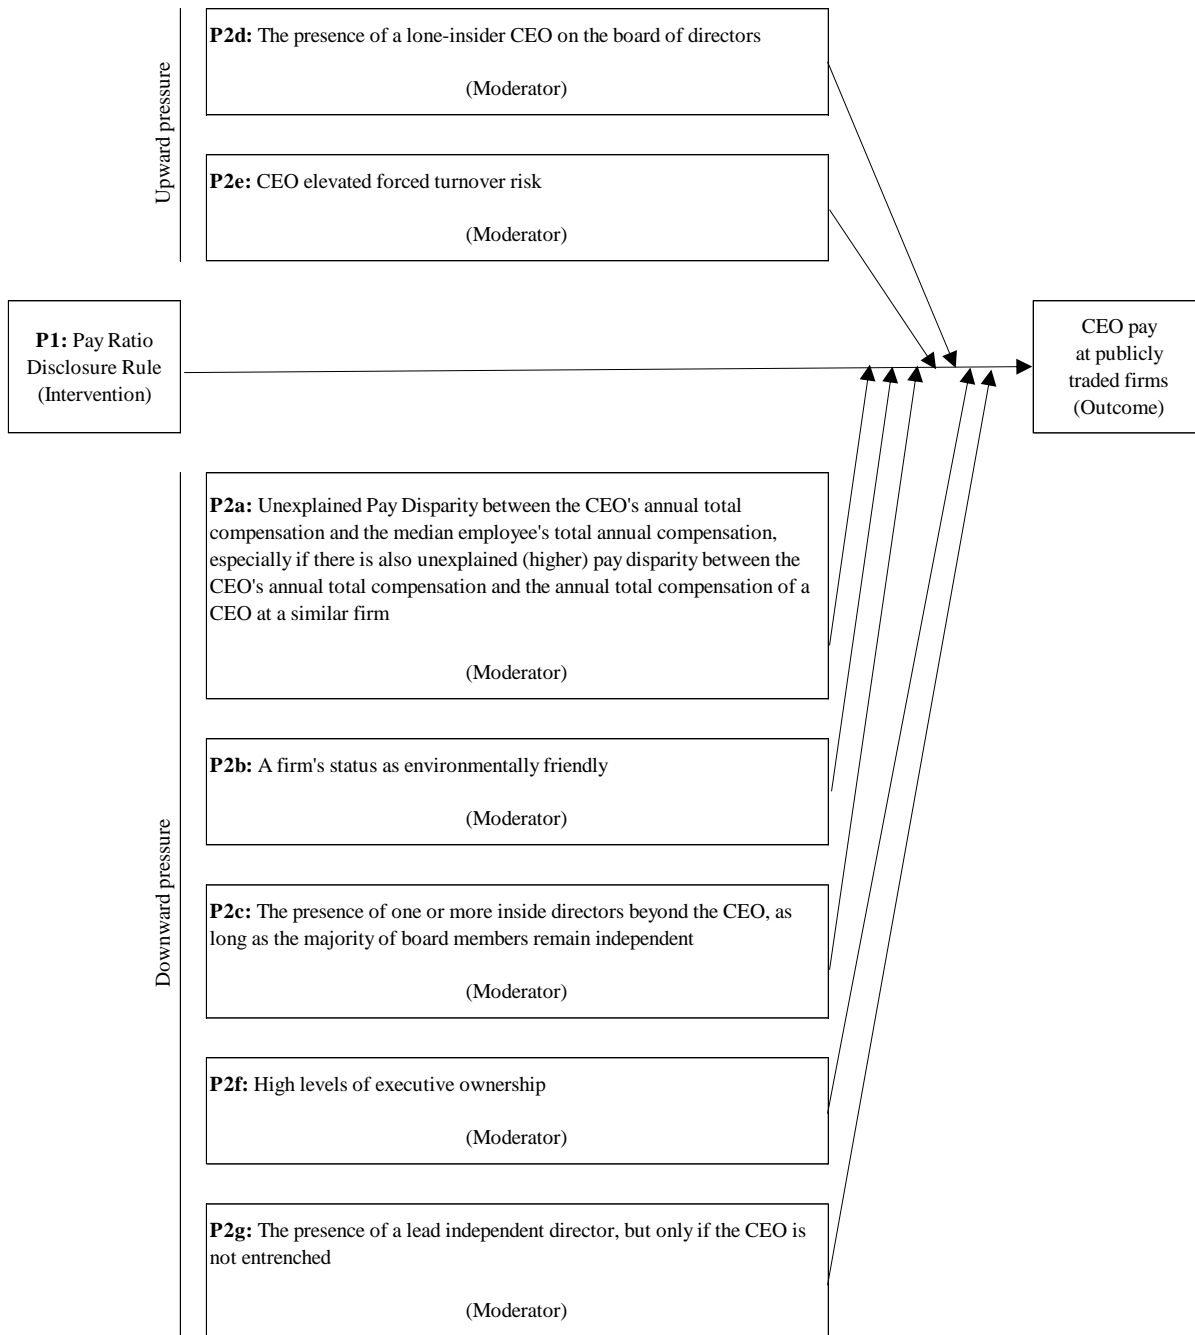 Upward pressure
P2d: The presence of a lone-insider CEO on the board of directors
(Moderator)
P2e: CEO elevated forced turnover risk
(Moderator)
P1: Pay Ratio
Disclosure Rule
(Intervention)
CEO pay
at publicly
traded firms
(Outcome)
Downward pressure
P2a: Unexplained Pay Disparity between the CEO's annual total
compensation and the median employee's total annual compensation,
especially if there is also unexplained (higher) pay disparity between the
CEO's annual total compensation and the annual total compensation of a
CEO at a similar firm
(Moderator)
P2b: A firm's status as environmentally friendly
(Moderator)
P2c: The presence of one or more inside directors beyond the CEO, as
long as the majority of board members remain independent
(Moderator)
P2f: High levels of executive ownership
(Moderator)
P2g: The presence of a lead independent director, but only if the CEO is
not entrenched
(Moderator)